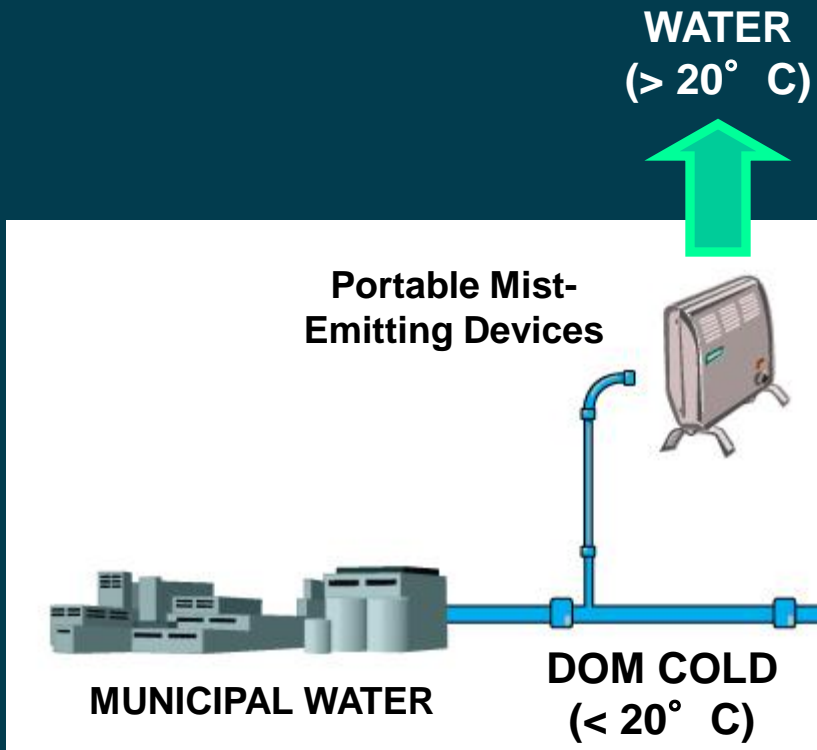 WATER
(> 20° C)
Portable Mist-
Emitting Devices
MUNICIPAL WATER
DOM COLD
(< 20° C)